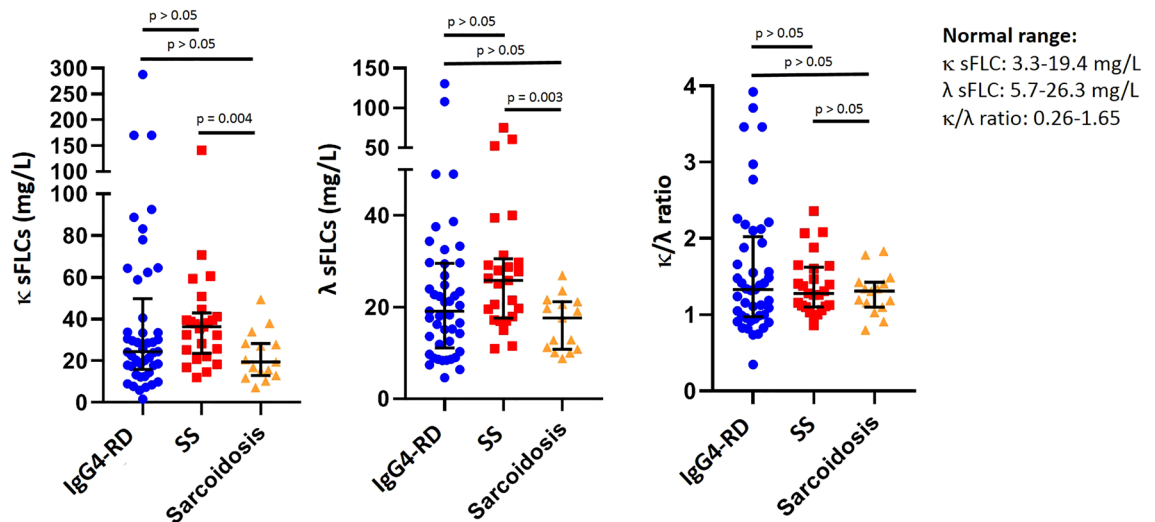 p > 0.05
p > 0.05
p = 0.004
300
250
200
150
100
100
80
60
40
20
0
κ sFLCs (mg/L)
IgG4-RD
SS
Sarcoidosis
p > 0.05
p > 0.05
p = 0.003
150
100
50
40
20
0
λ sFLCs (mg/L)
IgG4-RD
SS
Sarcoidosis
p > 0.05
p > 0.05
p > 0.05
4
3
2
1
0
κ/λ ratio
IgG4-RD
SS
Sarcoidosis
Normal range:
κ sFLC: 3.3-19.4 mg/L
λ sFLC: 5.7-26.3 mg/L
κ/λ ratio: 0.26-1.65